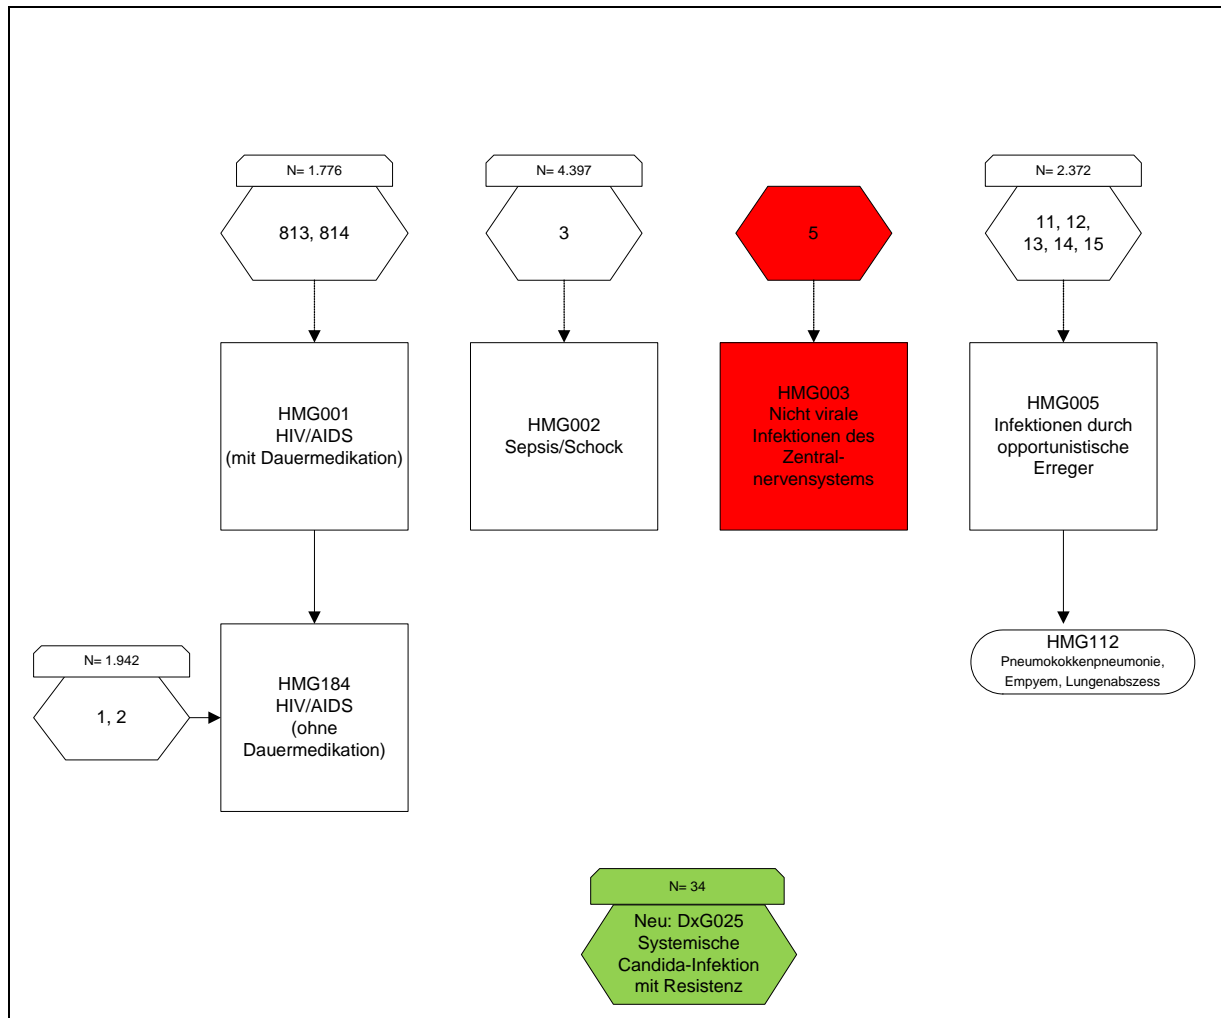 N= 1.776
813, 814
HMG001
HIV/AIDS
(mit Dauermedikation)
N= 4.397
3
HMG002
Sepsis/Schock
5
HMG003
Nicht virale
Infektionen des
Zentral-
nervensystems
N= 2.372
11, 12,
13, 14, 15
HMG005
Infektionen durch
opportunistische
Erreger
N= 1.942
1, 2
HMG184
HIV/AIDS
(ohne
Dauermedikation)
HMG112
Pneumokokkenpneumonie,
Empyem, Lungenabszess
N= 34
Neu: DxG025
Systemische
Candida-Infektion
mit Resistenz